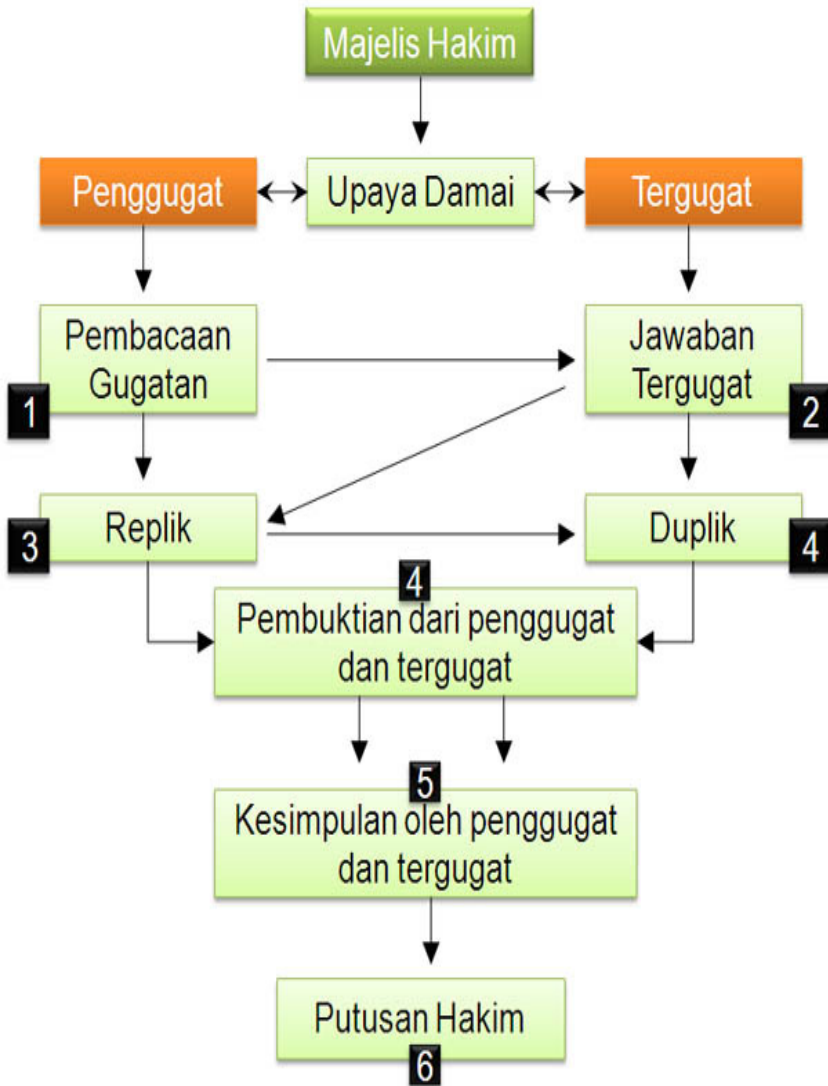 Majelis Hakim
Penggugat
Upaya Damai
Tergugat
Pembacaan
Gugatan
1
Jawaban
Tergugat
2
Replik
3
Duplik
4
4
Pembuktian dari penggugat
dan tergugat
5
Kesimpulan oleh penggugat
dan tergugat
Putusan Hakim
6